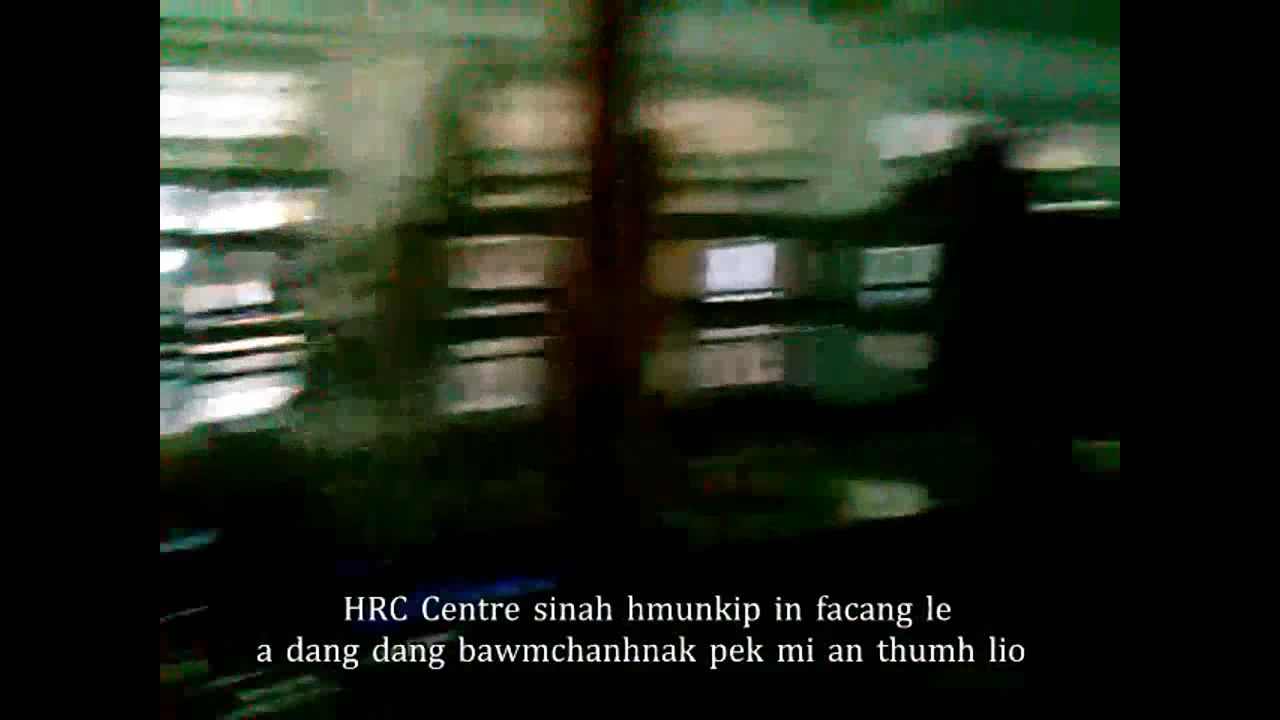 HRC Centre sinah hmunkip in facang le
a dang dang bawmchanhnak pek mi an thumh lio